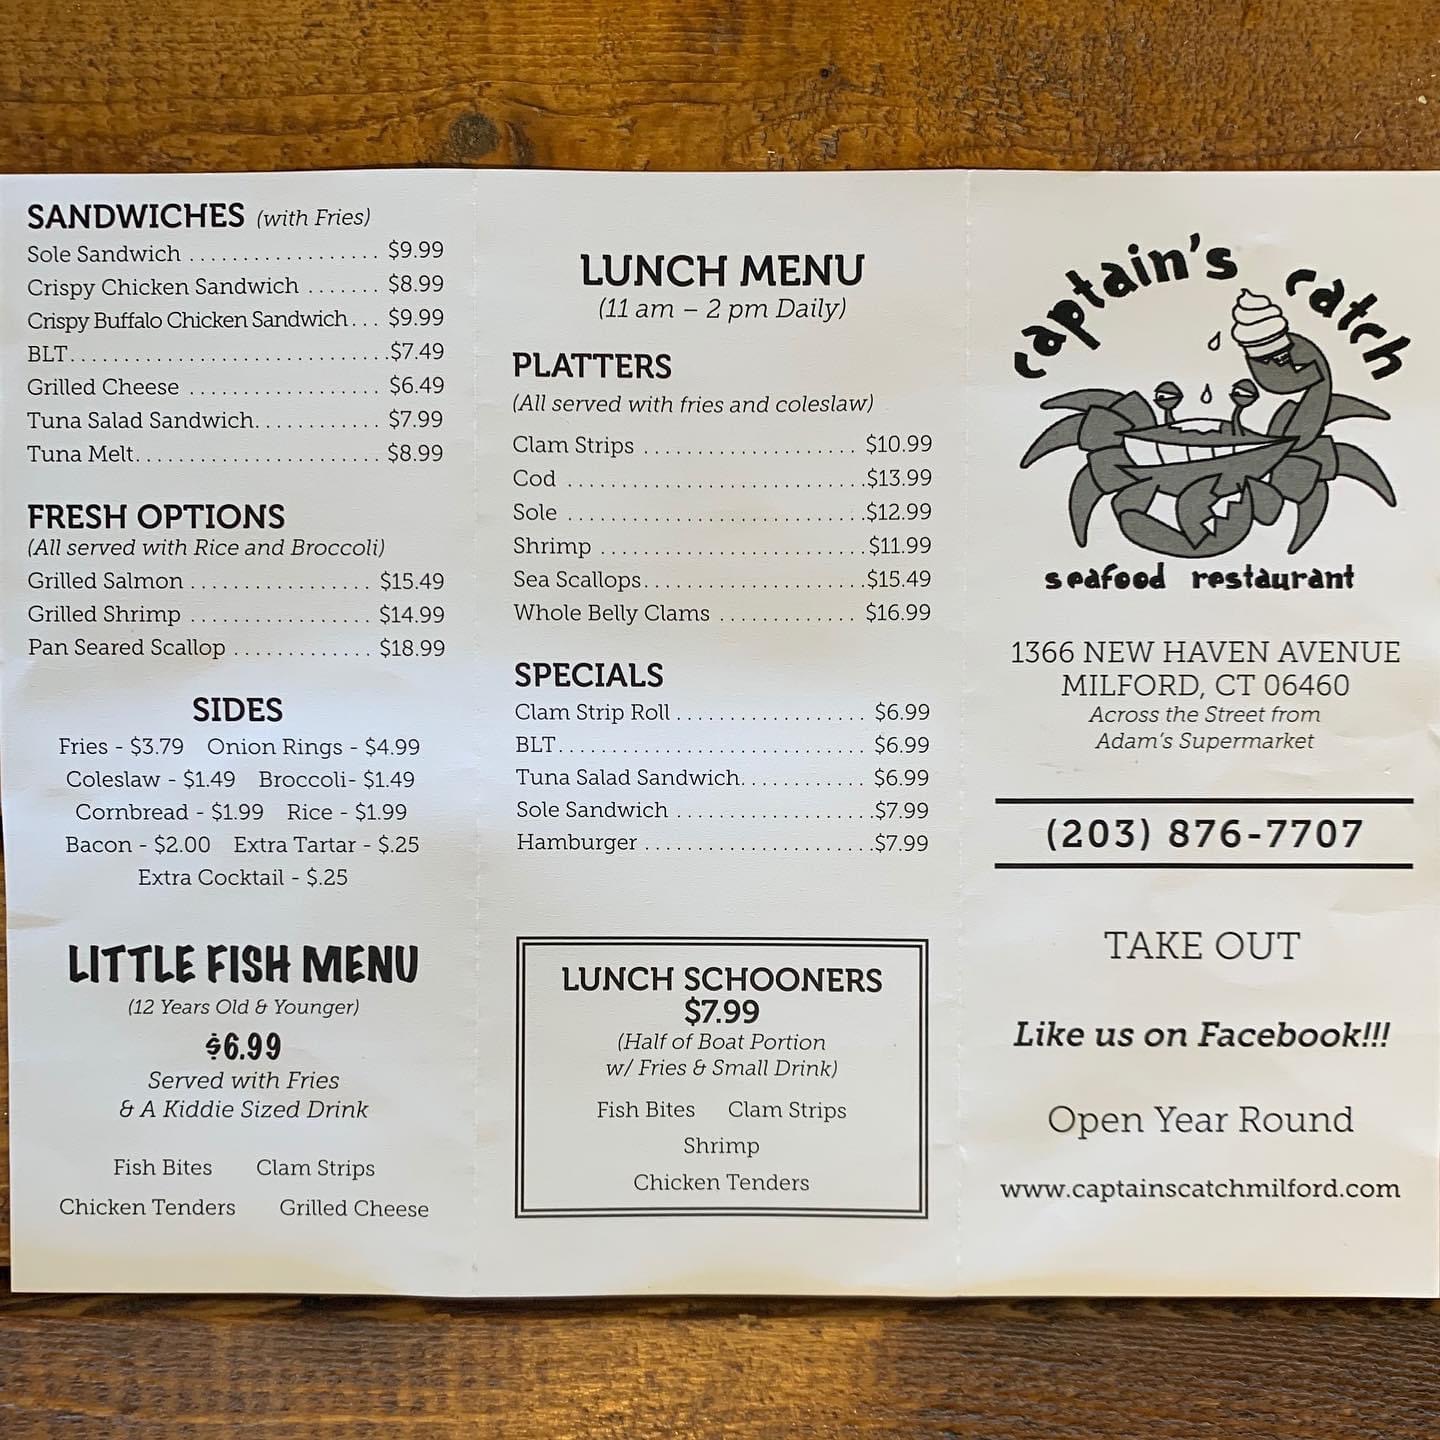 SANDWICHES (with Fries)
Sole Sandwich .................. $9.99
Crispy Chicken Sandwich ....... $8.99
Crispy Buffalo Chicken Sandwich... $9.99
BLT..............................$7.49
Grilled Cheese .................. $6.49
Tuna Salad Sandwich............ $7.99
Tuna Melt....................... $8.99
FRESH OPTIONS
(All served with Rice and Broccoli)
Grilled Salmon ................. $15.49
Grilled Shrimp ................. $14.99
Pan Seared Scallop ............. $18.99
SIDES
Fries - $3.79 Onion Rings - $4.99
Coleslaw - $1.49 Broccoli- $1.49
Cornbread - $1.99 Rice - $1.99
Bacon - $2.00 Extra Tartar - $.25
Extra Cocktail - $.25
LITTLE FISH MENU
(12 Years Old & Younger)
$6.99
Served with Fries
& A Kiddie Sized Drink
Fish Bites Clam Strips
Chicken Tenders Grilled Cheese
LUNCH MENU
(11 am – 2 pm Daily)
PLATTERS
(All served with fries and coleslaw)
Clam Strips .................... $10.99
Cod ............................$13.99
Sole ............................$12.99
Shrimp .........................$11.99
Sea Scallops.....................$15.49
Whole Belly Clams ............. $16.99
SPECIALS
Clam Strip Roll .................. $6.99
BLT............................. $6.99
Tuna Salad Sandwich............ $6.99
Sole Sandwich ...................$7.99
Hamburger ......................$7.99
LUNCH SCHOONERS
$7.99
(Half of Boat Portion
w/ Fries & Small Drink)
Fish Bites Clam Strips
Shrimp
Chicken Tenders
captain's catch
seafood restaurant
1366 NEW HAVEN AVENUE
MILFORD, CT 06460
Across the Street from
Adam's Supermarket
(203) 876-7707
TAKE OUT
Like us on Facebook!!!
Open Year Round
www.captainscatchmilford.com